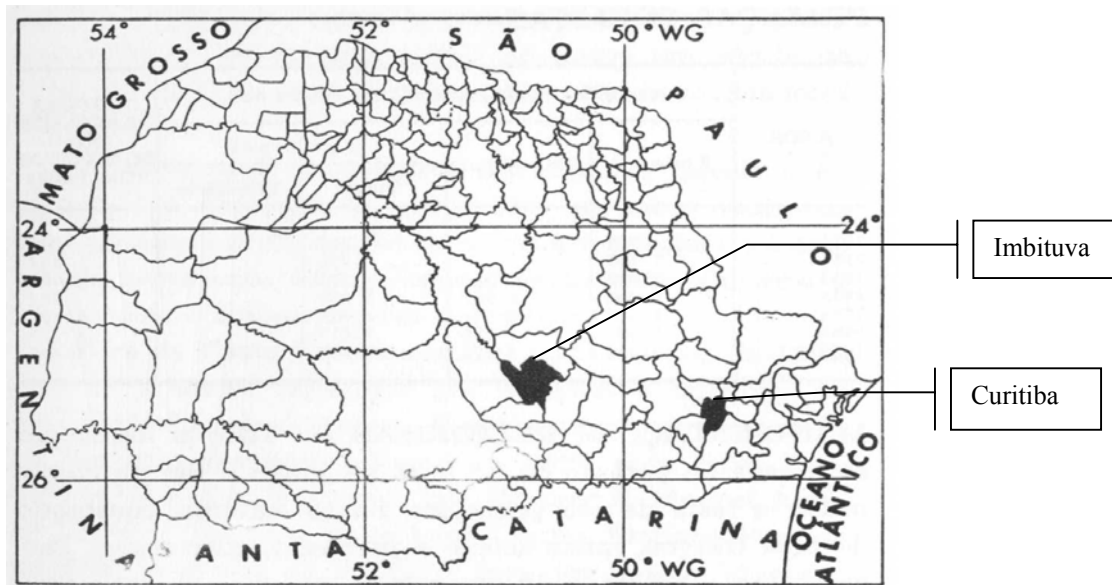 54° 52° 50° WG
MATO GROSSO
SÃO PAULO
24° 24°
Imbituva
ARGENTINA
Curitiba
26°
OCEANO
ATLÂNTICO
SANTA CATARINA
52° 50° WG